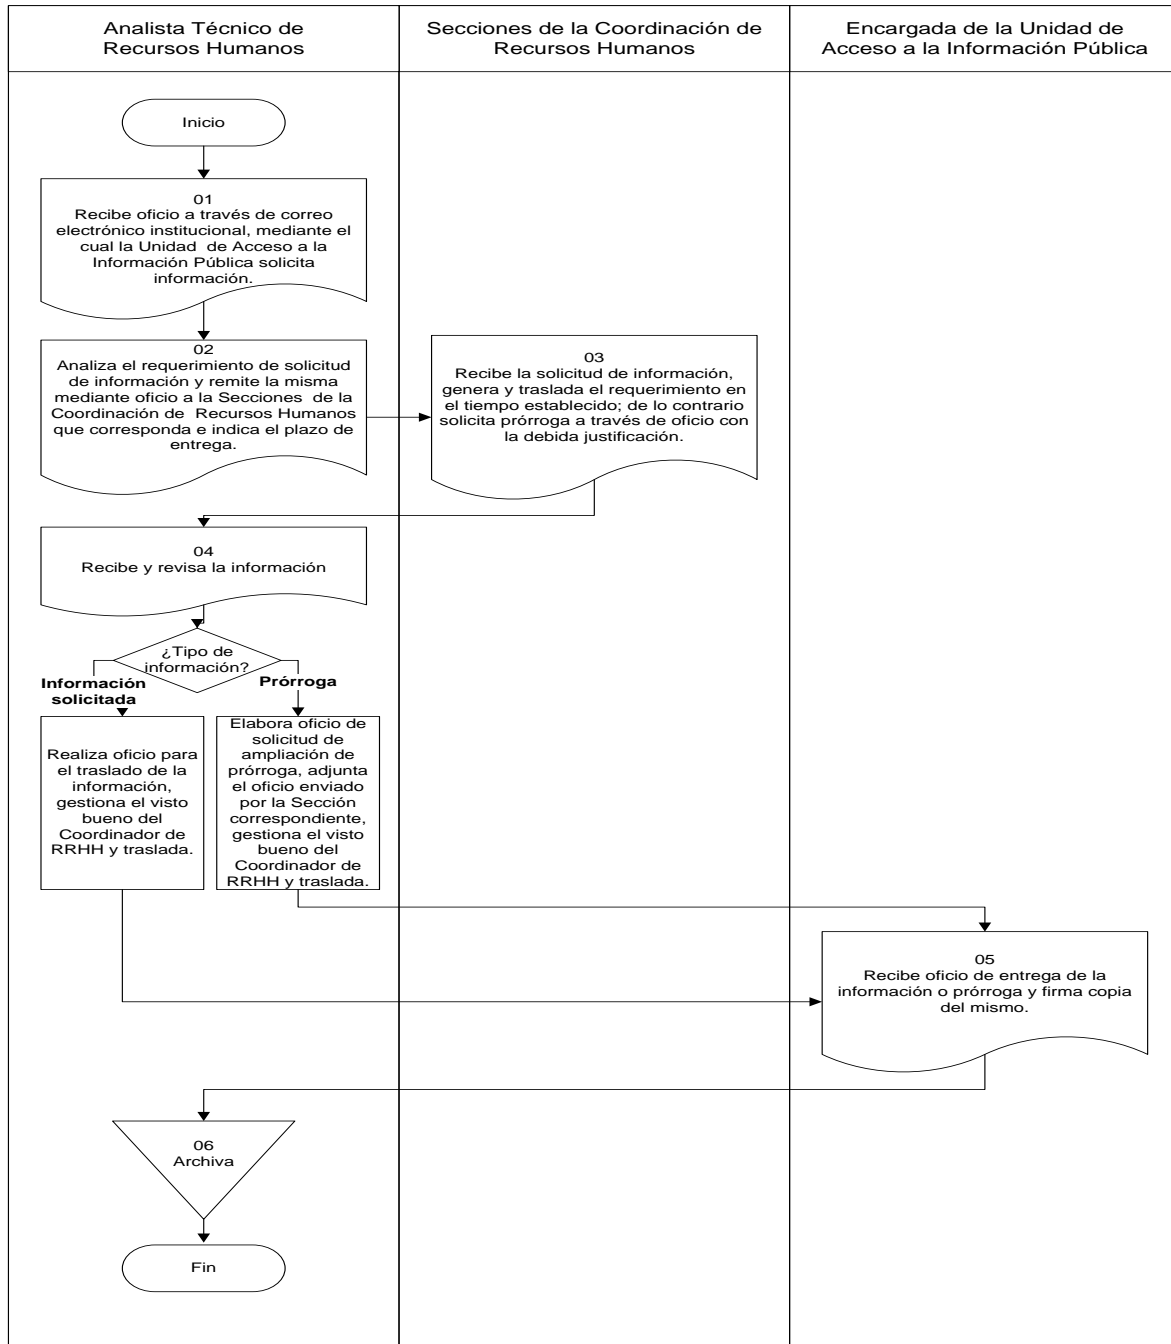 Analista Técnico de
Recursos Humanos
Secciones de la Coordinación de
Recursos Humanos
Encargada de la Unidad de
Acceso a la Información Pública
Inicio
01
Recibe oficio a través de correo
electrónico institucional, mediante el
cual la Unidad de Acceso a la
Información Pública solicita
información.
02
Analiza el requerimiento de solicitud
de información y remite la misma
mediante oficio a la Secciones de la
Coordinación de Recursos Humanos
que corresponda e indica el plazo de
entrega.
03
Recibe la solicitud de información,
genera y traslada el requerimiento en
el tiempo establecido; de lo contrario
solicita prórroga a través de oficio con
la debida justificación.
04
Recibe y revisa la información
¿Tipo de
información?
Información
solicitada
Prórroga
Realiza oficio para
el traslado de la
información,
gestiona el visto
bueno del
Coordinador de
RRHH y traslada.
Elabora oficio de
solicitud de
ampliación de
prórroga, adjunta
el oficio enviado
por la Sección
correspondiente,
gestiona el visto
bueno del
Coordinador de
RRHH y traslada.
05
Recibe oficio de entrega de la
información o prórroga y firma copia
del mismo.
06
Archiva
Fin